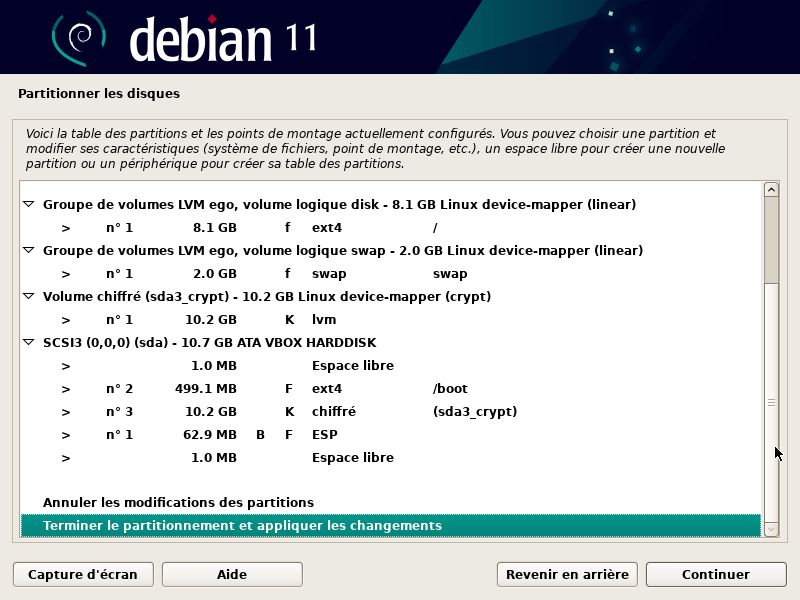 debian 11
Partitionner les disques
Voici la table des partitions et les points de montage actuellement configurés. Vous pouvez choisir une partition et
modifier ses caractéristiques (système de fichiers, point de montage, etc.), un espace libre pour créer une nouvelle
partition ou un périphérique pour créer sa table des partitions.
Groupe de volumes LVM ego, volume logique disk - 8.1 GB Linux device-mapper (linear)
> n° 1 8.1 GB f ext4 /
Groupe de volumes LVM ego, volume logique swap - 2.0 GB Linux device-mapper (linear)
> n° 1 2.0 GB f swap swap
Volume chiffré (sda3_crypt) - 10.2 GB Linux device-mapper (crypt)
> n° 1 10.2 GB K lvm
SCSI3 (0,0,0) (sda) - 10.7 GB ATA VBOX HARDDISK
> 1.0 MB Espace libre
> n° 2 499.1 MB F ext4 /boot
> n° 3 10.2 GB K chiffré (sda3_crypt)
> n° 1 62.9 MB B F ESP
> 1.0 MB Espace libre
Annuler les modifications des partitions
Terminer le partitionnement et appliquer les changements
Capture d'écran Aide Revenir en arrière Continuer